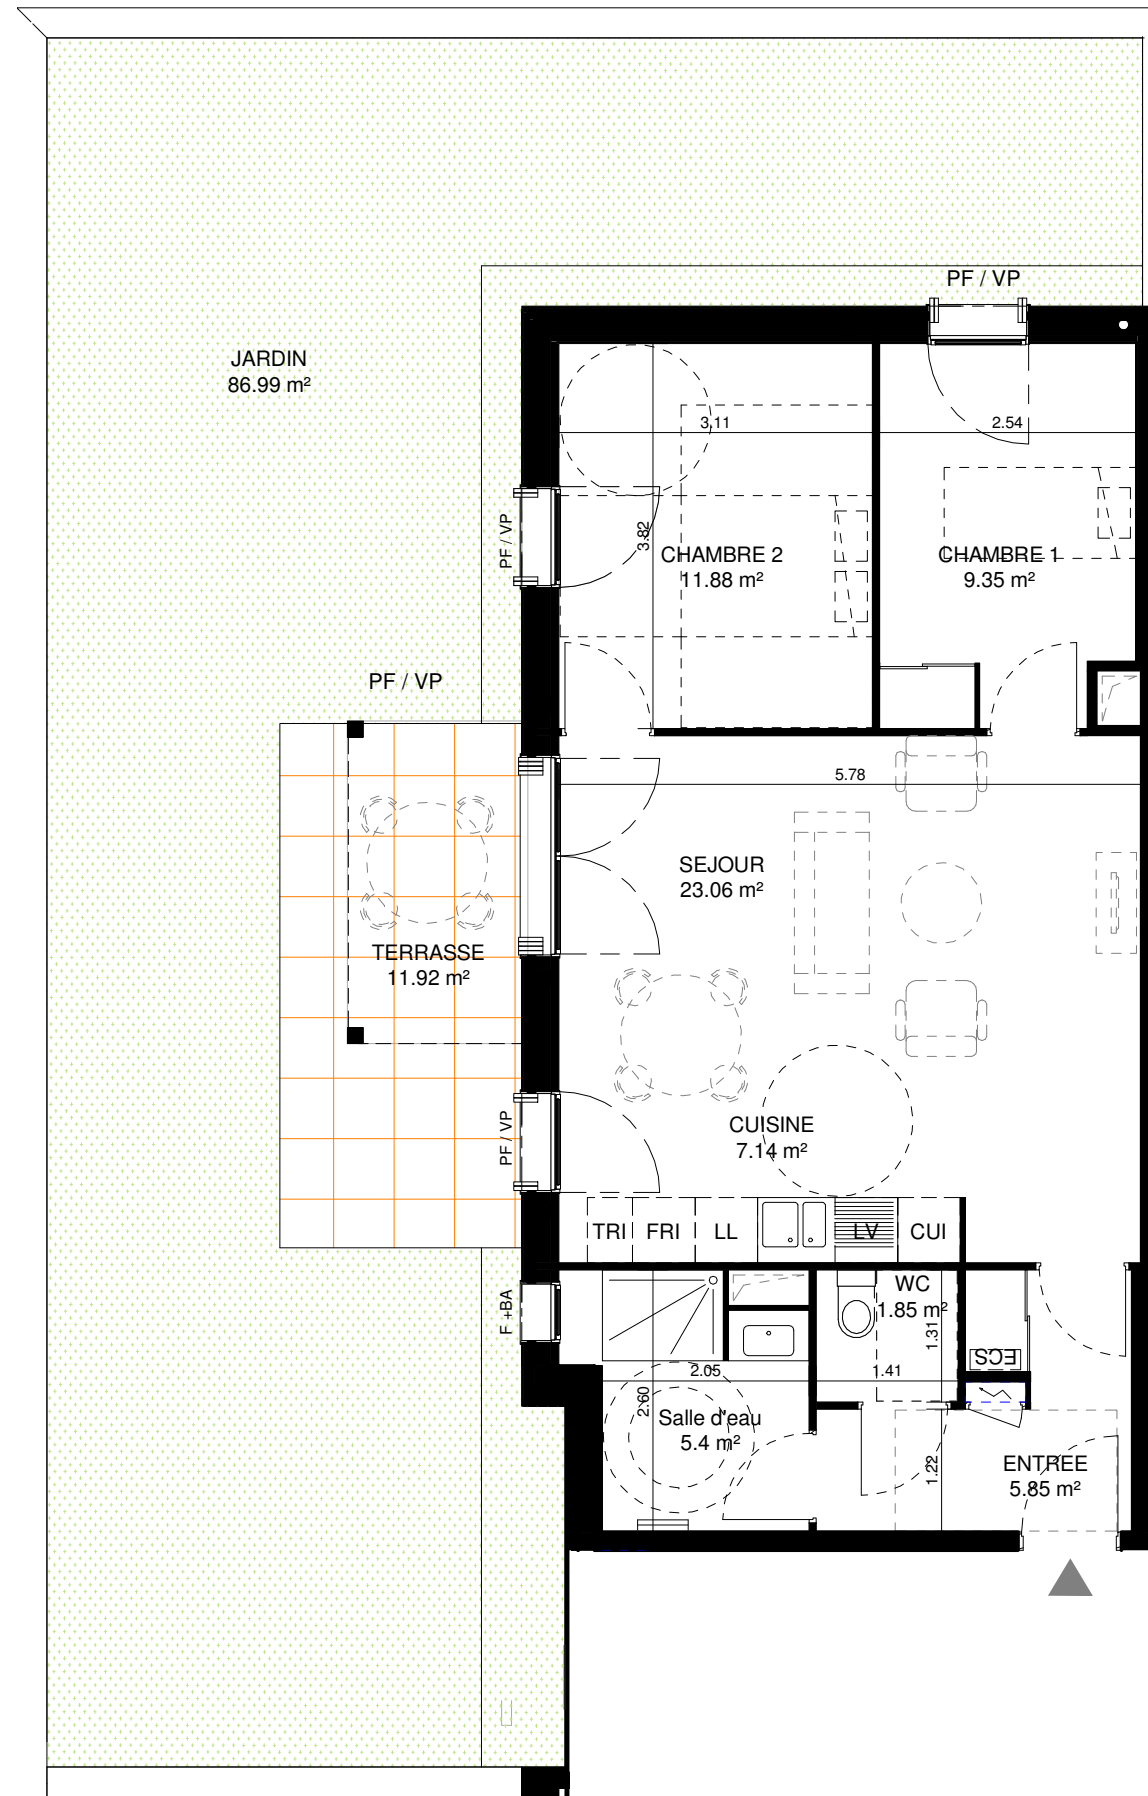 PF / VP
JARDIN
86.99 m²
3.11
2.54
PF / VP
3.82
CHAMBRE 2
11.88 m²
CHAMBRE 1
9.35 m²
PF / VP
5.78
SEJOUR
23.06 m²
TERRASSE
11.92 m²
PF / VP
CUISINE
7.14 m²
TRI
FRI
LL
LV
CUI
F +BA
WC
1.85 m²
1.31
ECS
2.05
1.41
2.60
Salle d'eau
5.4 m²
1.22
ENTREE
5.85 m²